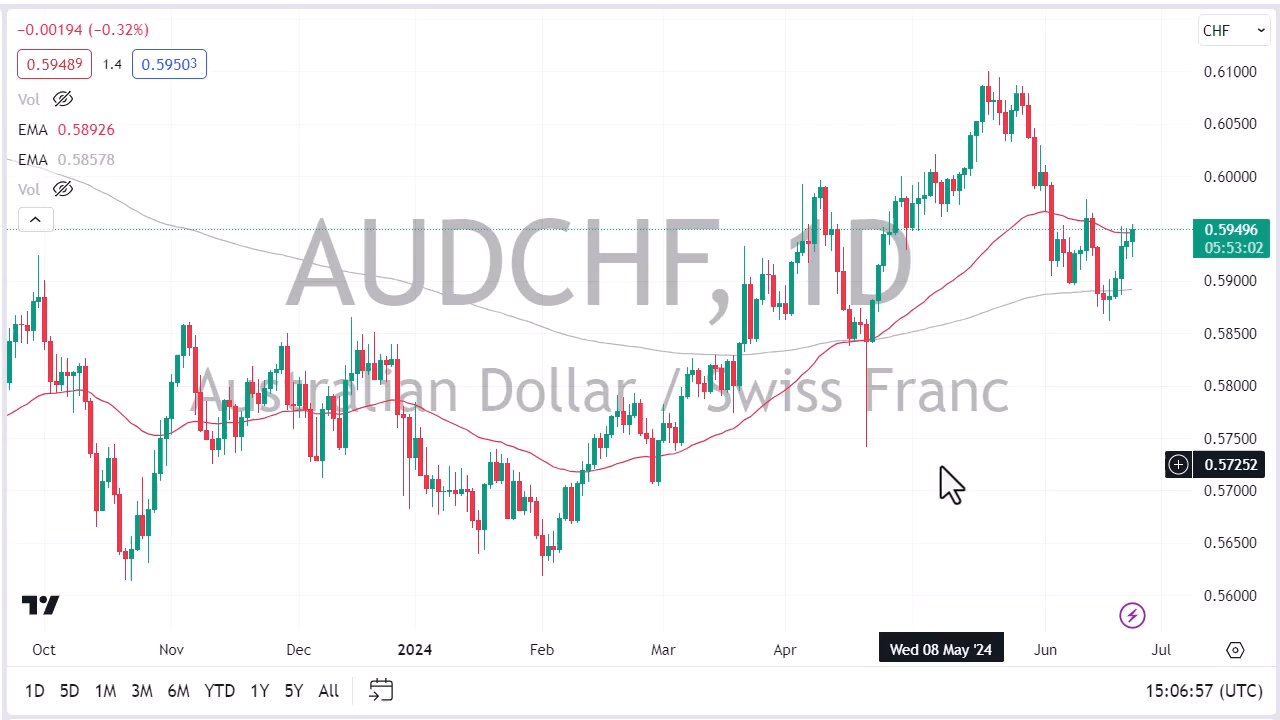 −0.00194 (−0.32%)
CHF
0.59489 1.4 0.59503
Vol
EMA 0.58926
EMA 0.58578
Vol
AUDCHF, 1D
Australian Dollar / Swiss Franc
0.61000
0.60500
0.60000
0.59496
05:53:02
0.59000
0.58500
0.58000
0.57500
0.57252
0.57000
0.56500
0.56000
Oct Nov Dec 2024 Feb Mar Apr Wed 08 May '24 Jun Jul
1D 5D 1M 3M 6M YTD 1Y 5Y All 15:06:57 (UTC)